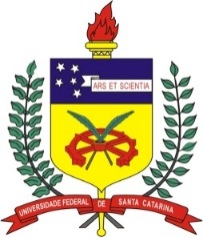 ARS ET SCIENTIA
UNIVERSIDADE FEDERAL DE SANTA CATARINA